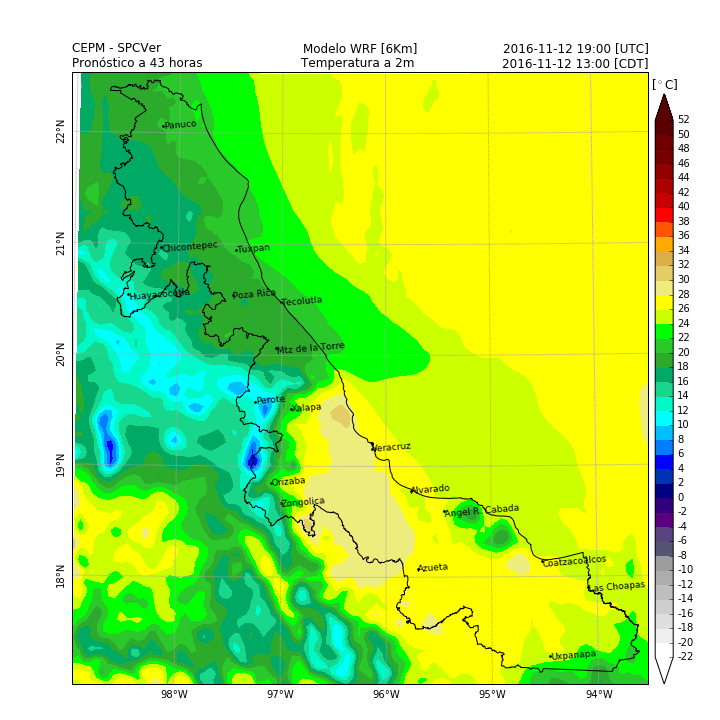 CEPM - SPCVer Modelo WRF [6Km] 2016-11-12 19:00 [UTC]
Pronóstico a 43 horas Temperatura a 2m 2016-11-12 13:00 [CDT]
[°C]
52
50
48
46
44
42
40
38
36
34
32
30
28
26
24
22
20
18
16
14
12
10
8
6
4
2
0
-2
-4
-6
-8
-10
-12
-14
-16
-18
-20
-22
22°N
21°N
20°N
19°N
18°N
Panuco
Chicontepec
Tuxpan
Huayacocotla
Poza Rica
Tecolutla
Mtz de la Torre
Perote
Xalapa
Veracruz
Orizaba
Alvarado
Zongolica
Angel R. Cabada
Azueta
Coatzacoalcos
Las Choapas
Uxpanapa
98°W 97°W 96°W 95°W 94°W